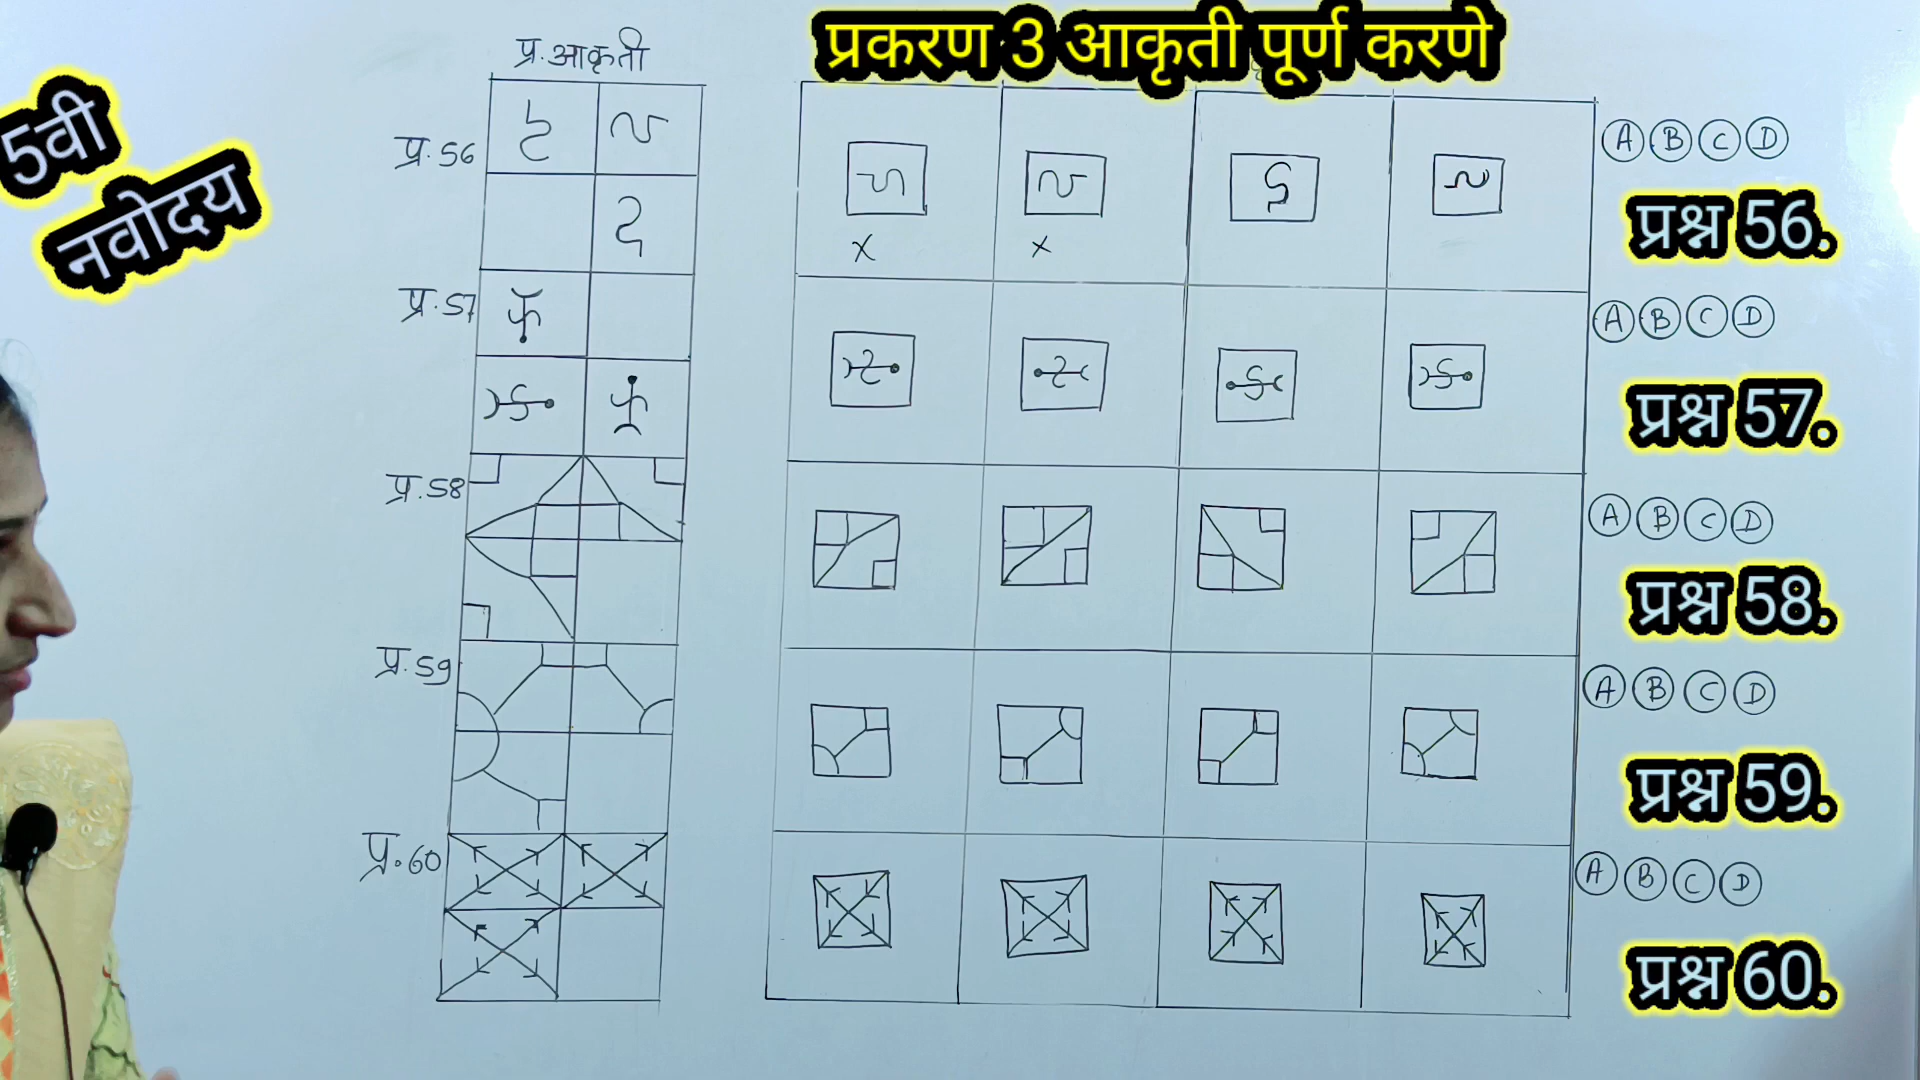 प्रकरण 3 आकृती पूर्ण करणे
5वी
नवोदय
प्र.आकृती
प्र.56
A B C D
प्रश्न 56.
x x
प्र.57
A B C D
प्रश्न 57.
प्र.58
A B C D
प्रश्न 58.
प्र.59
A B C D
प्रश्न 59.
प्र.60
A B C D
प्रश्न 60.